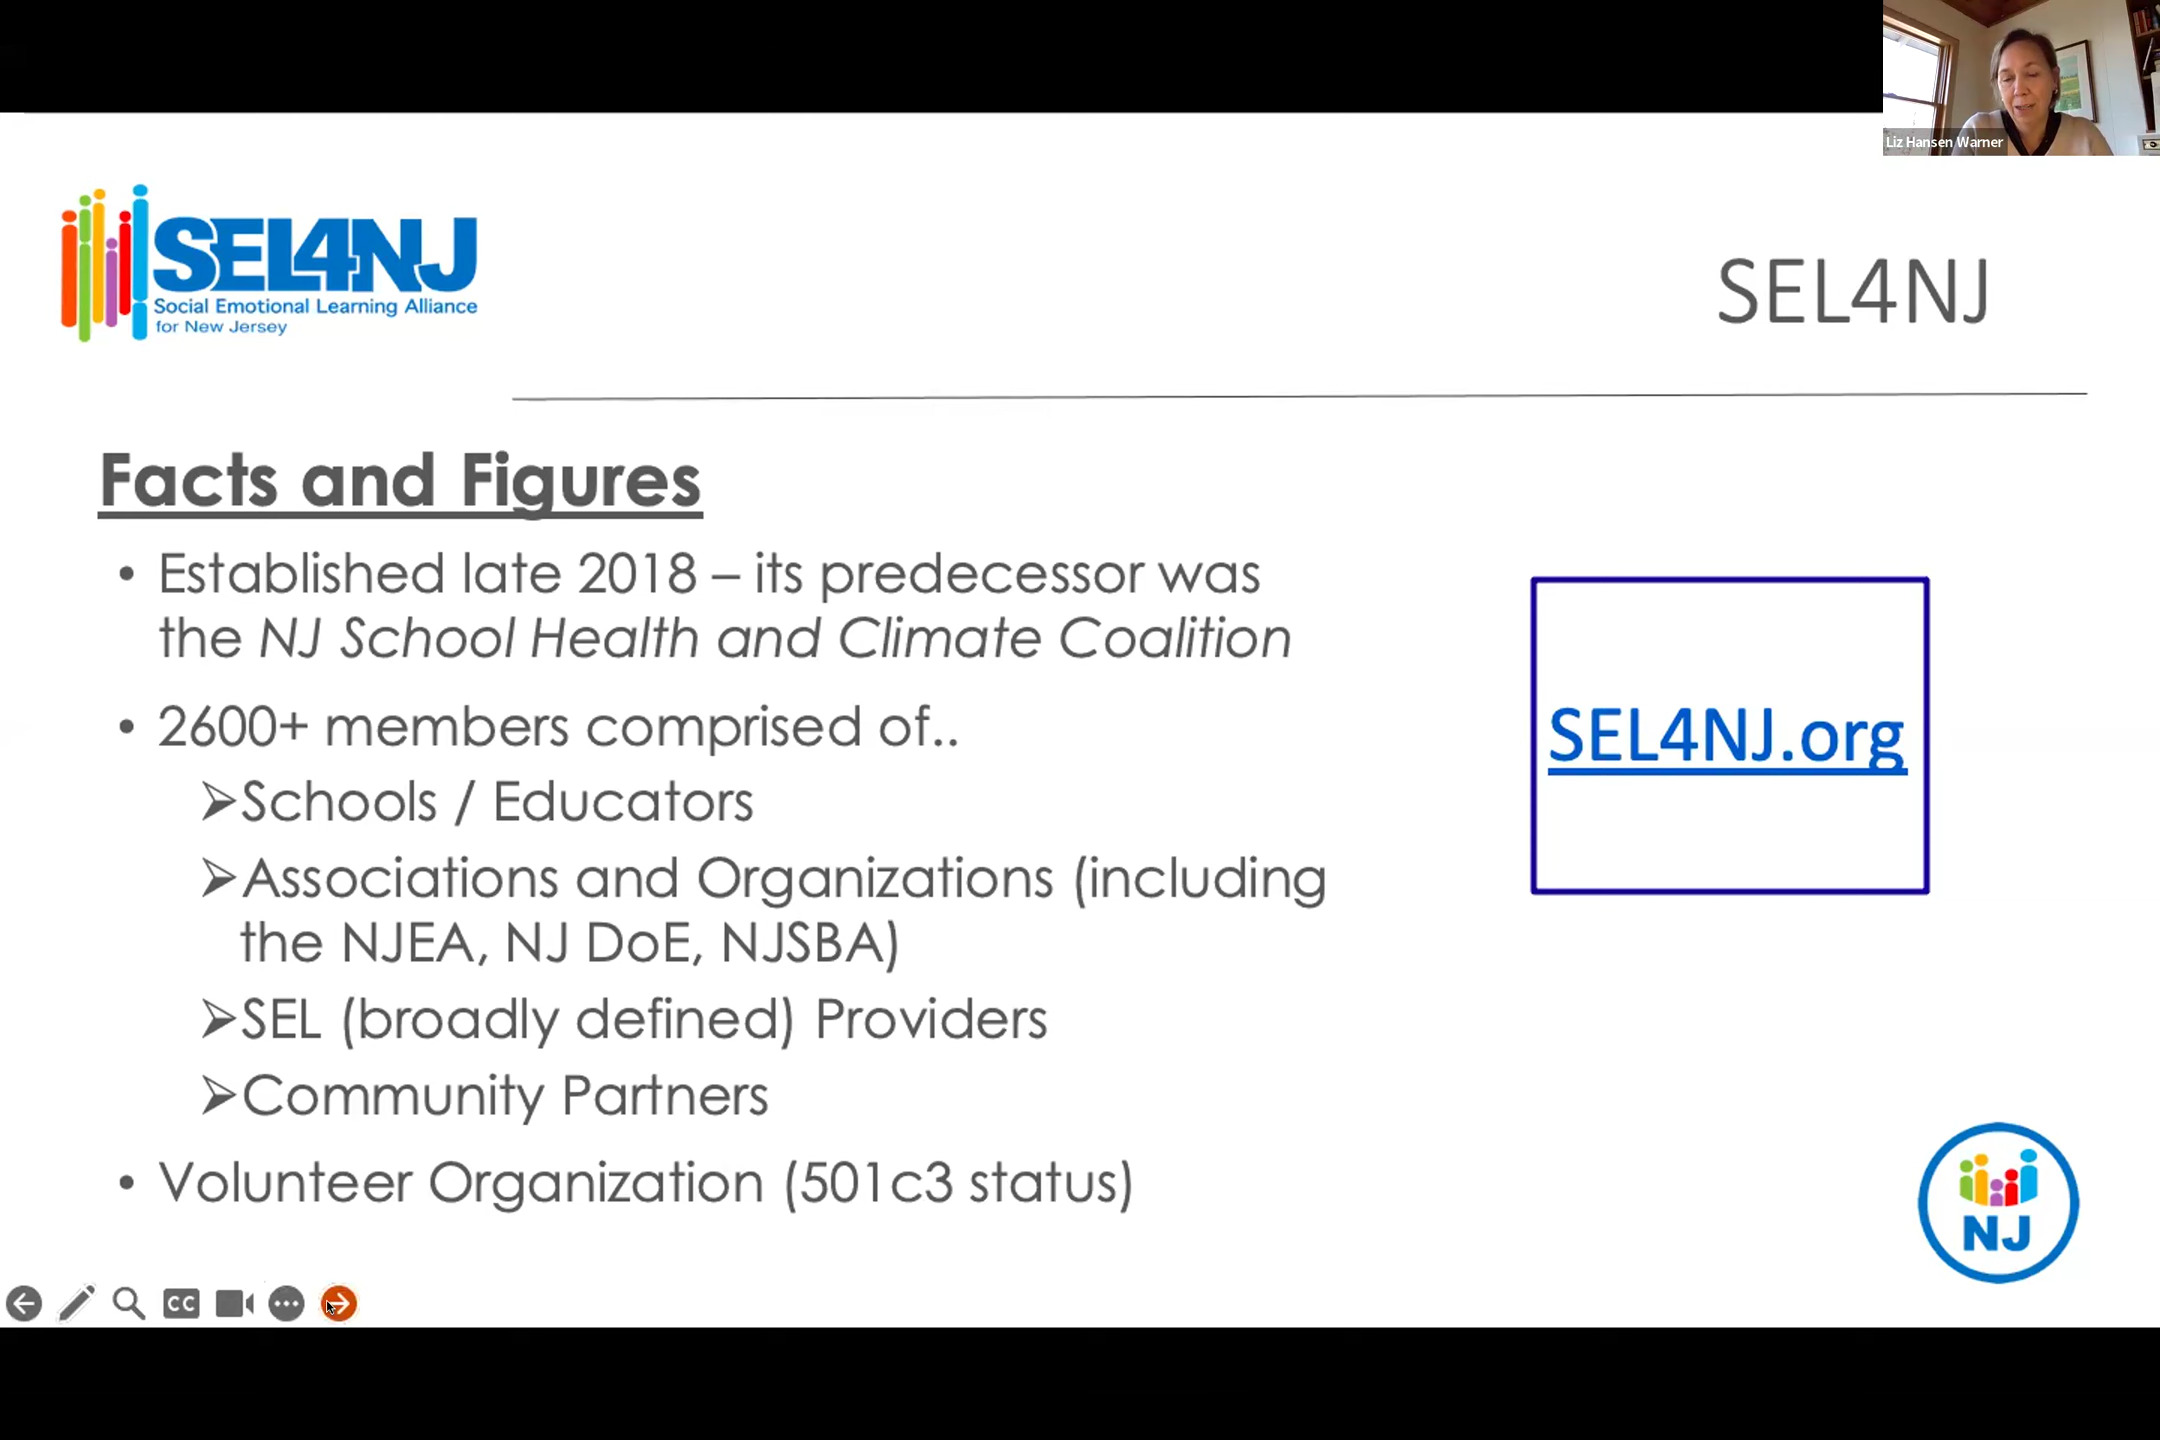 Liz Hansen Warner
SEL4NJ
Social Emotional Learning Alliance
for New Jersey
SEL4NJ
Facts and Figures
• Established late 2018 – its predecessor was
the NJ School Health and Climate Coalition
• 2600+ members comprised of..
➢Schools / Educators
➢Associations and Organizations (including
the NJEA, NJ DoE, NJSBA)
➢SEL (broadly defined) Providers
➢Community Partners
• Volunteer Organization (501c3 status)
SEL4NJ.org
NJ
CC